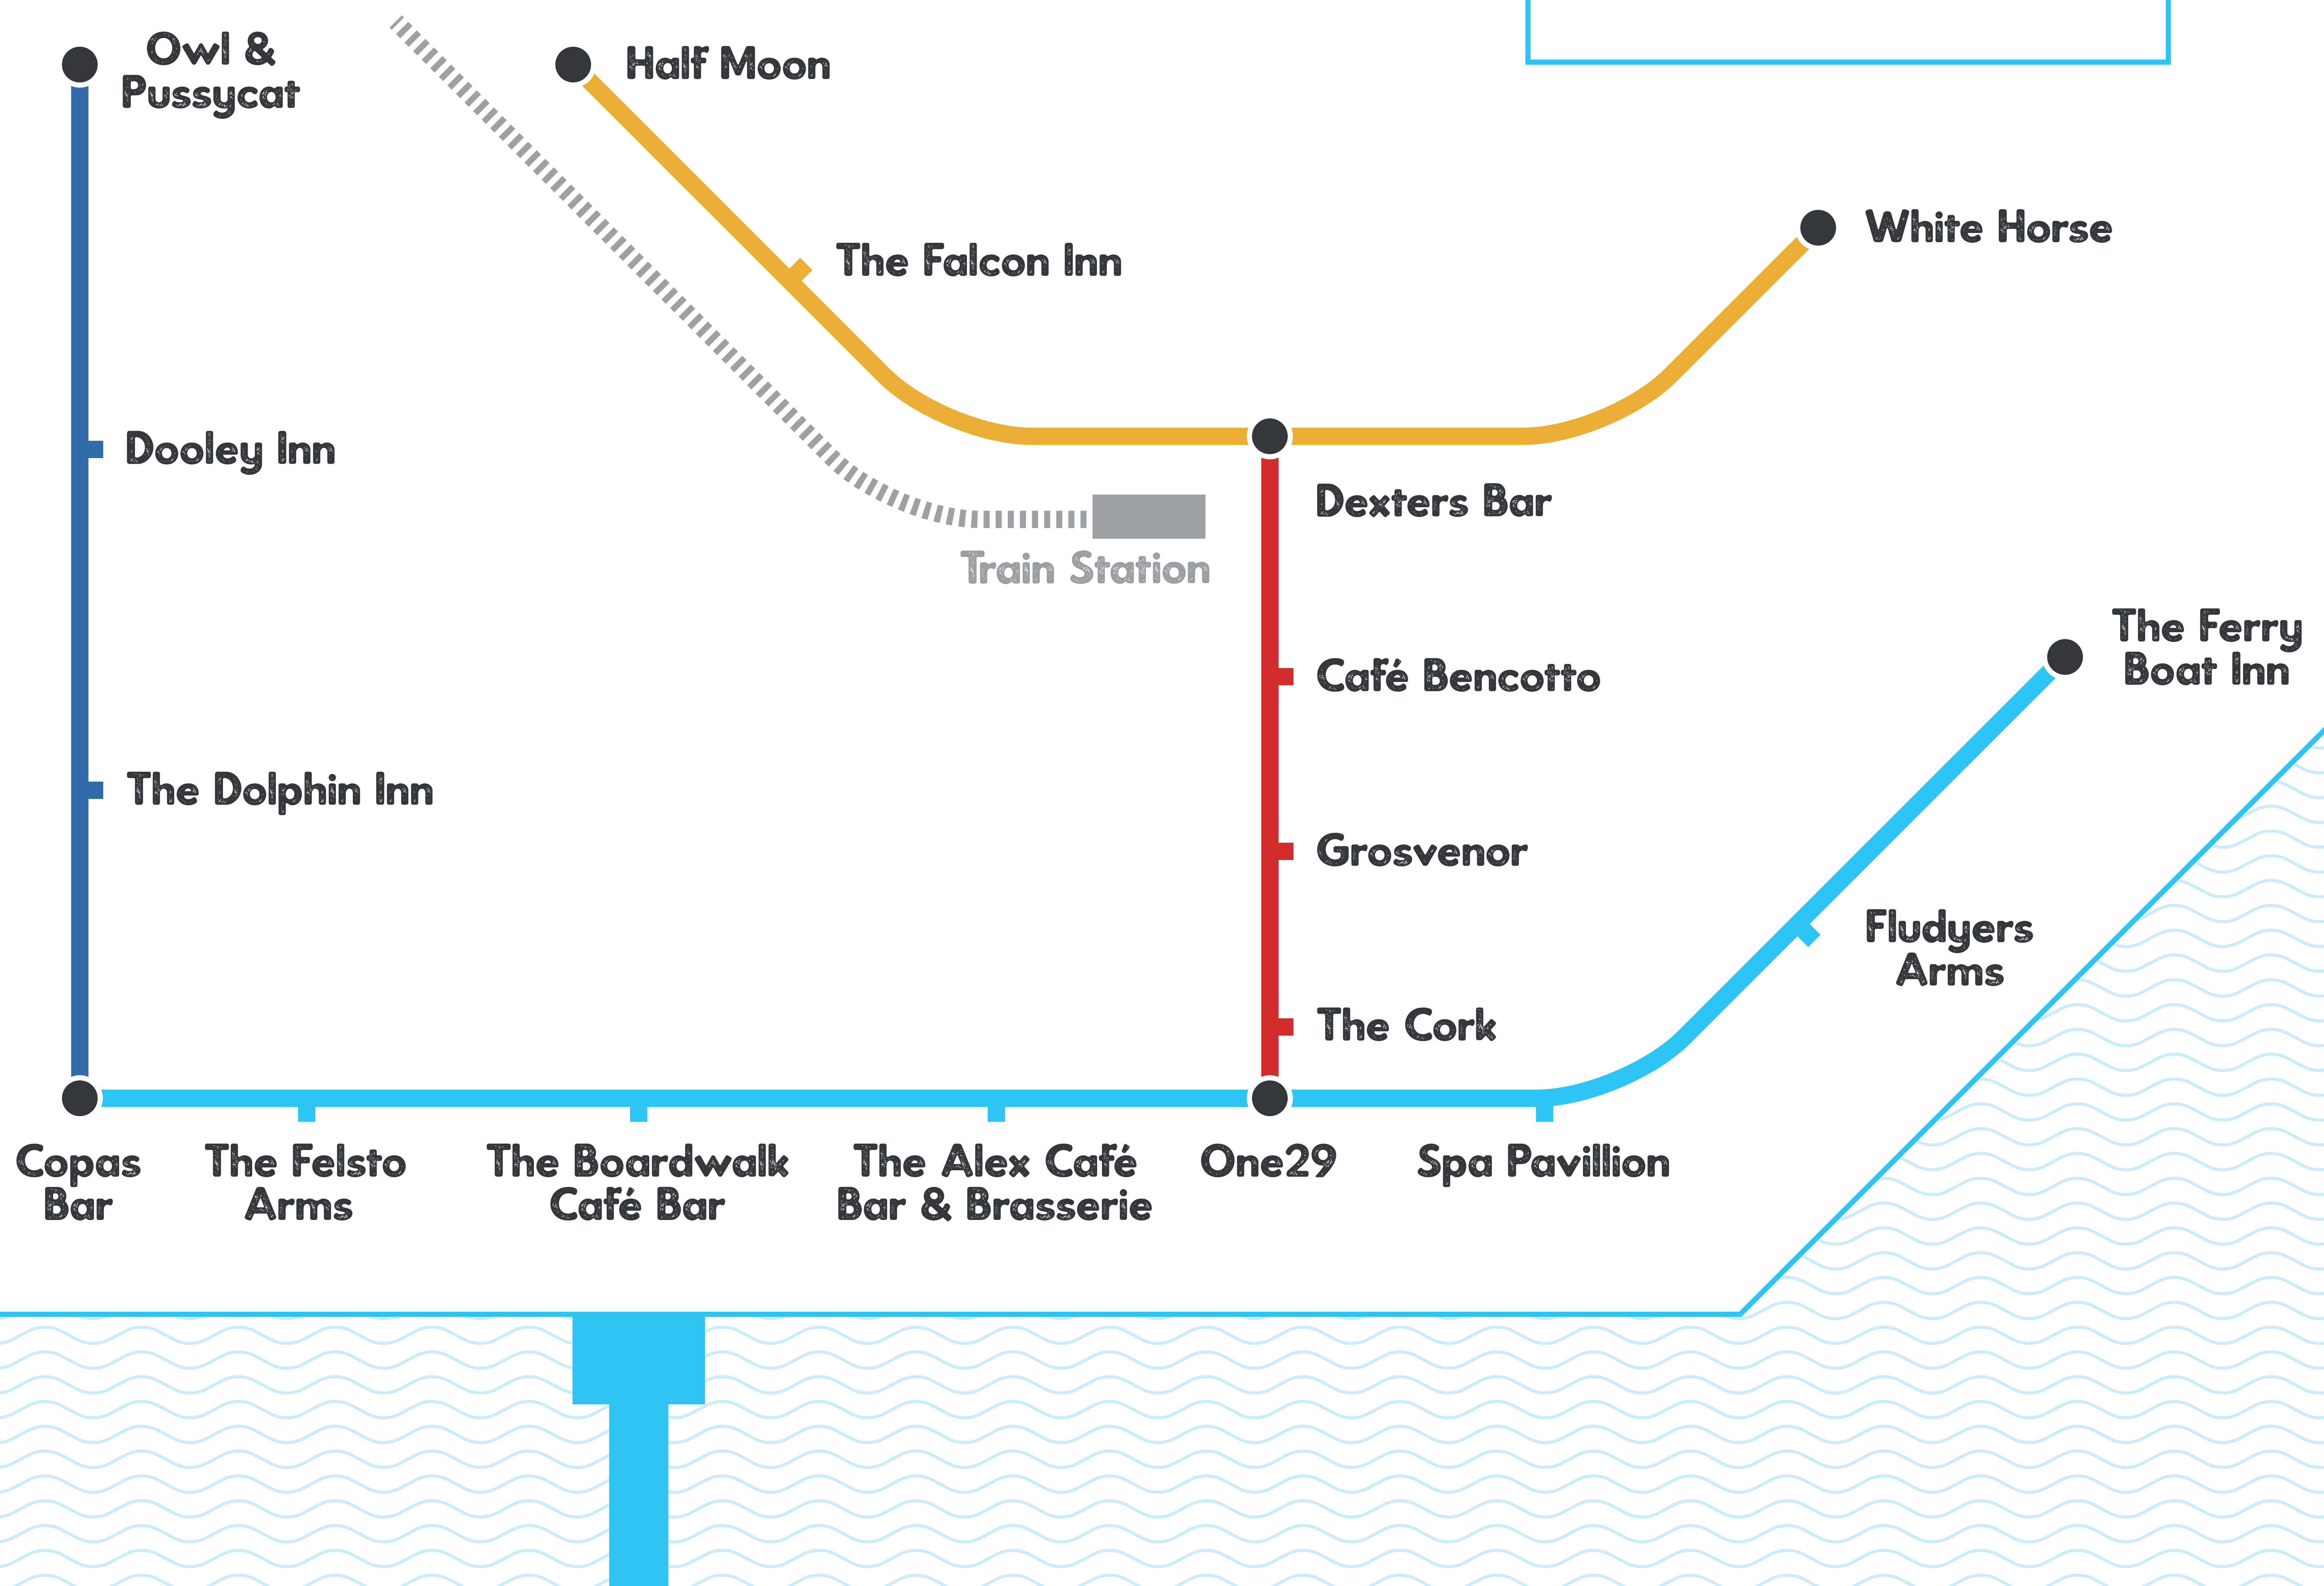 Owl &
Pussycat
Half Moon
The Falcon Inn
White Horse
Dooley Inn
Dexters Bar
Train Station
The Ferry
Boat Inn
Café Bencotto
The Dolphin Inn
Grosvenor
Fludyers
Arms
The Cork
Copas
Bar
The Felsto
Arms
The Boardwalk
Café Bar
The Alex Café
Bar & Brasserie
One29
Spa Pavillion